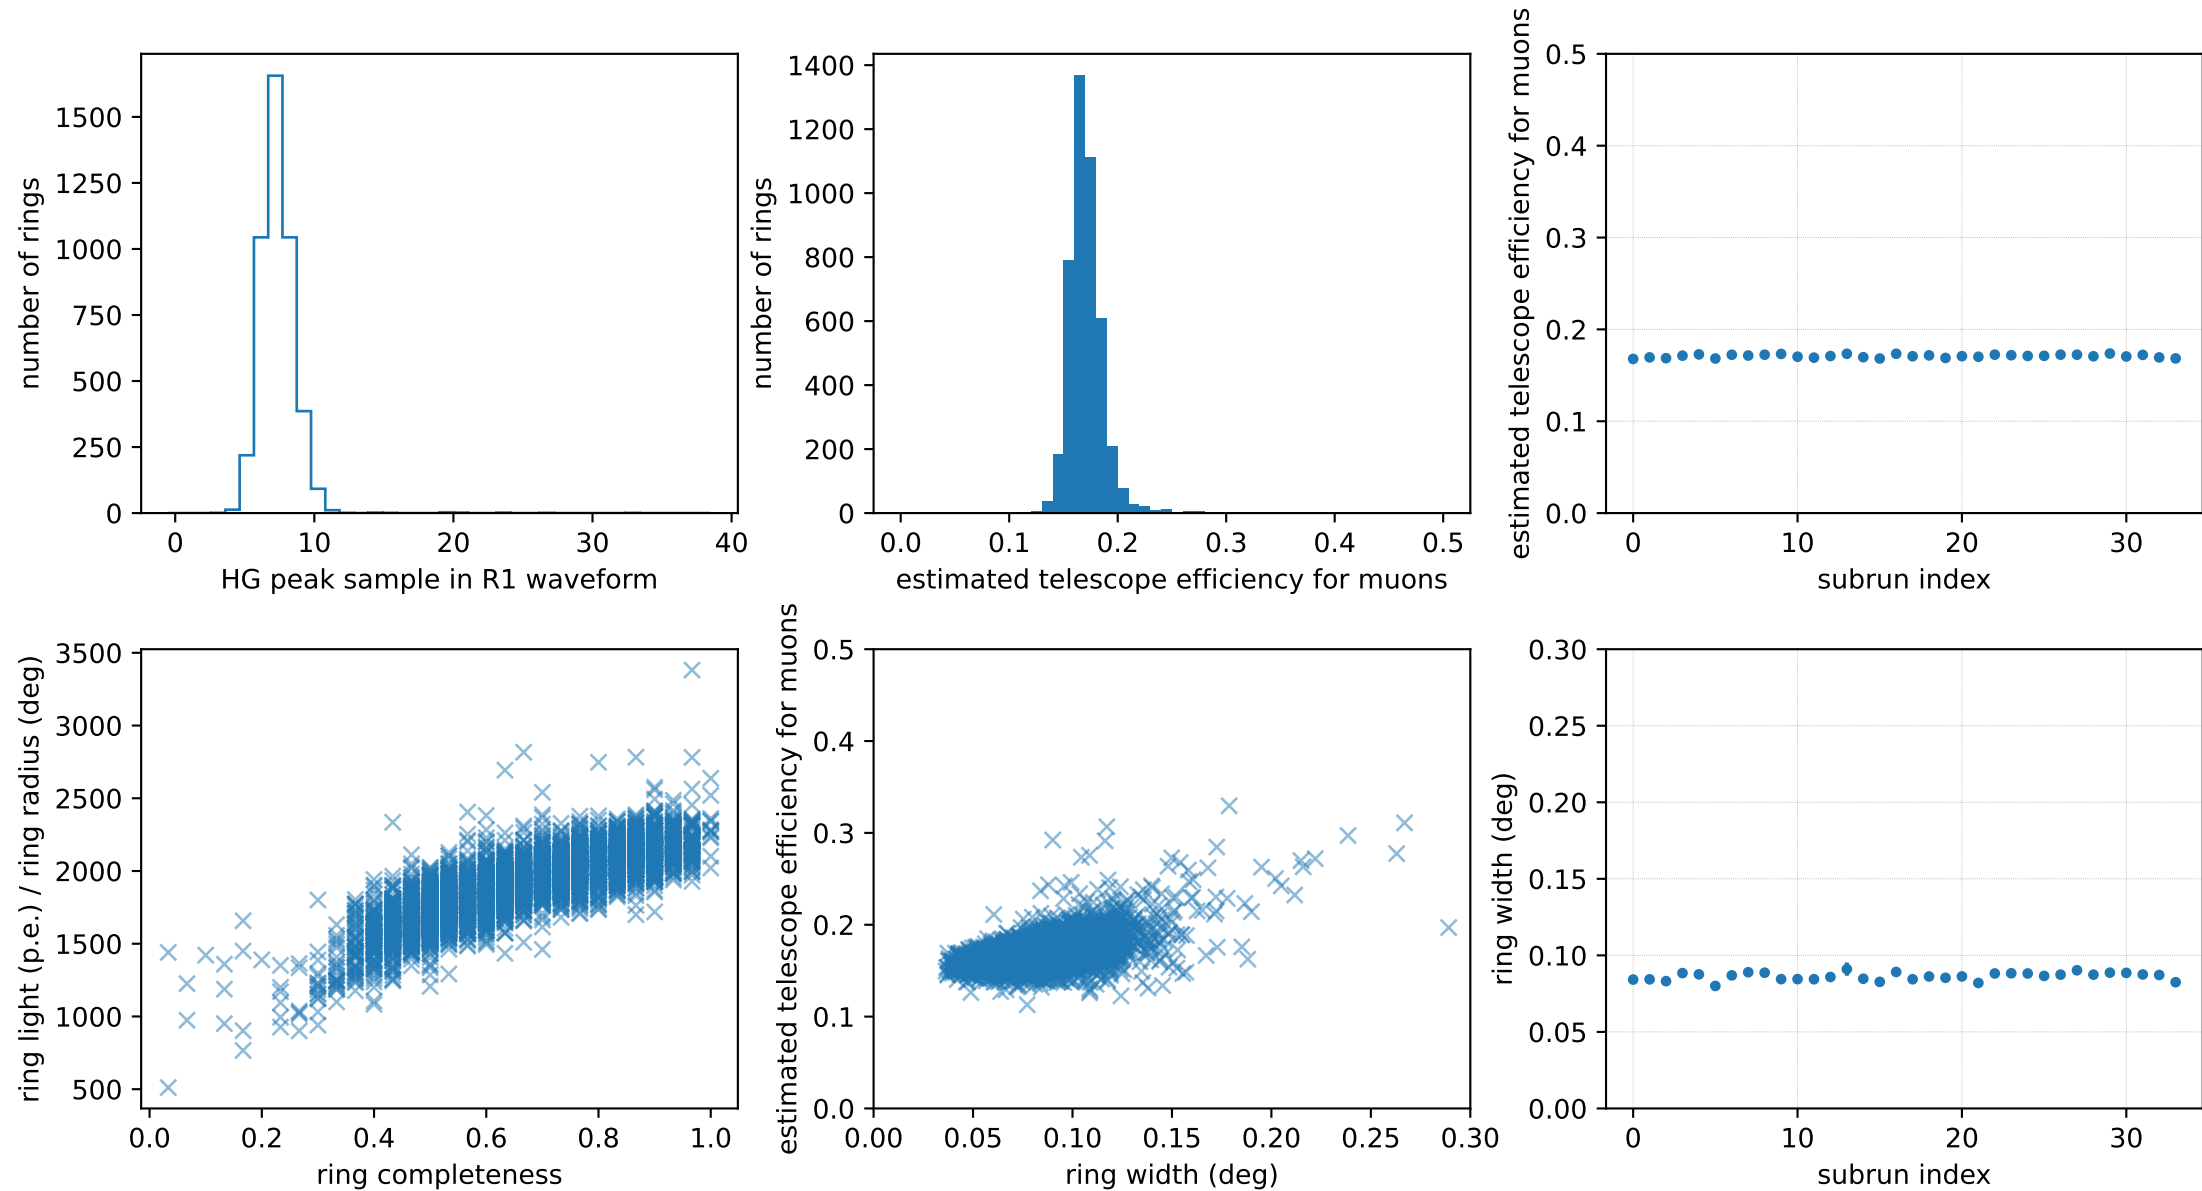 number of rings
1500
1250
1000
750
500
250
0
0 10 20 30 40
HG peak sample in R1 waveform
number of rings
1400
1200
1000
800
600
400
200
0
0.0 0.1 0.2 0.3 0.4 0.5
estimated telescope efficiency for muons
estimated telescope efficiency for muons
0.5
0.4
0.3
0.2
0.1
0.0
0 10 20 30
subrun index
ring light (p.e.) / ring radius (deg)
3500
3000
2500
2000
1500
1000
500
0.0 0.2 0.4 0.6 0.8 1.0
ring completeness
estimated telescope efficiency for muons
0.5
0.4
0.3
0.2
0.1
0.0
0.00 0.05 0.10 0.15 0.20 0.25 0.30
ring width (deg)
ring width (deg)
0.30
0.25
0.20
0.15
0.10
0.05
0.00
0 10 20 30
subrun index